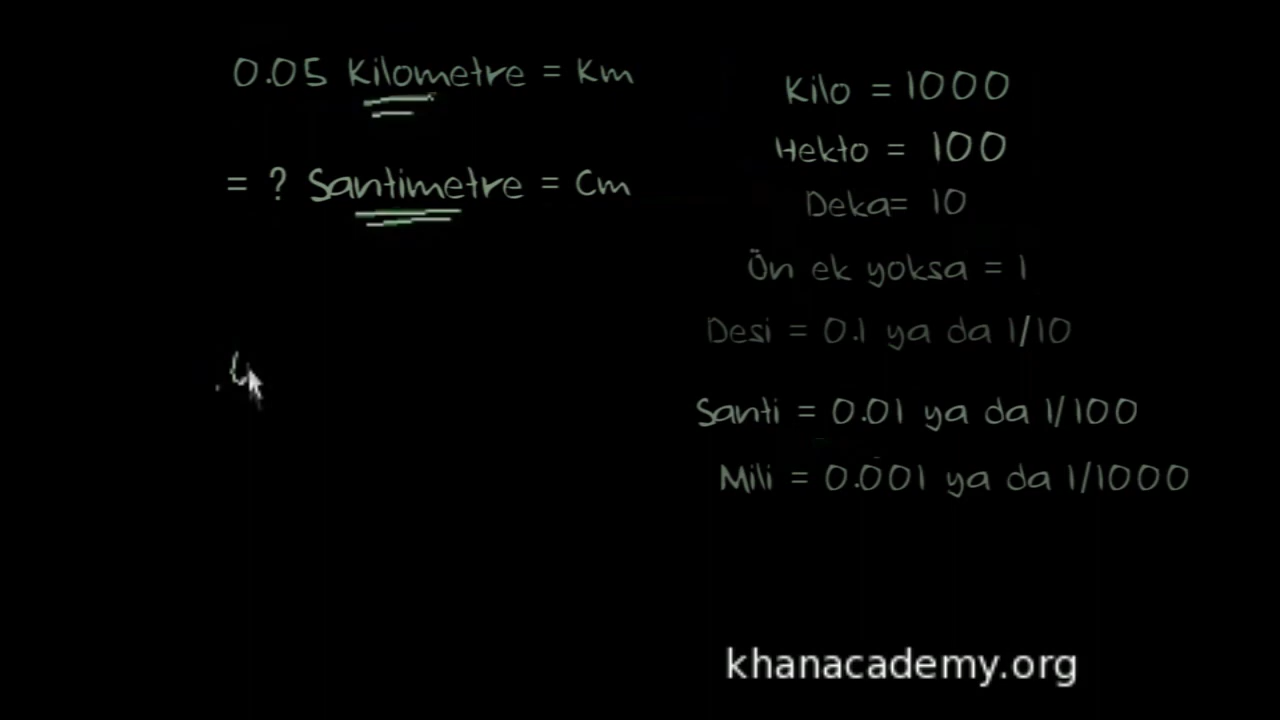 0.05 Kilometre = Km
= ? Santimetre = Cm
Kilo = 1000
Hekto = 100
Deka= 10
Ön ek yoksa = 1
Desi = 0.1 ya da 1/10
Santi = 0.01 ya da 1/100
Mili = 0.001 ya da 1/1000
khanacademy.org